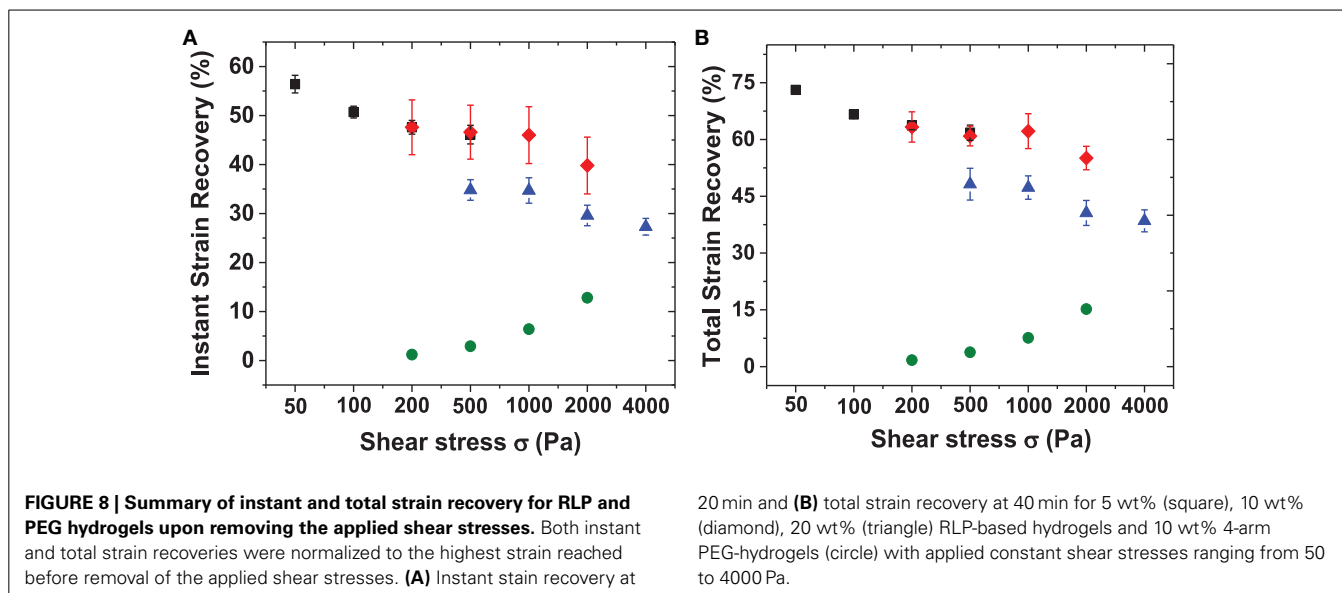 A
Instant Strain Recovery (%)
60
50
40
30
20
10
0
50 100 200 500 1000 2000 4000
Shear stress σ (Pa)
B
Total Strain Recovery (%)
75
60
45
30
15
0
50 100 200 500 1000 2000 4000
Shear stress σ (Pa)
FIGURE 8 | Summary of instant and total strain recovery for RLP and
PEG hydrogels upon removing the applied shear stresses. Both instant
and total strain recoveries were normalized to the highest strain reached
before removal of the applied shear stresses. (A) Instant stain recovery at
20 min and (B) total strain recovery at 40 min for 5 wt% (square), 10 wt%
(diamond), 20 wt% (triangle) RLP-based hydrogels and 10 wt% 4-arm
PEG-hydrogels (circle) with applied constant shear stresses ranging from 50
to 4000 Pa.